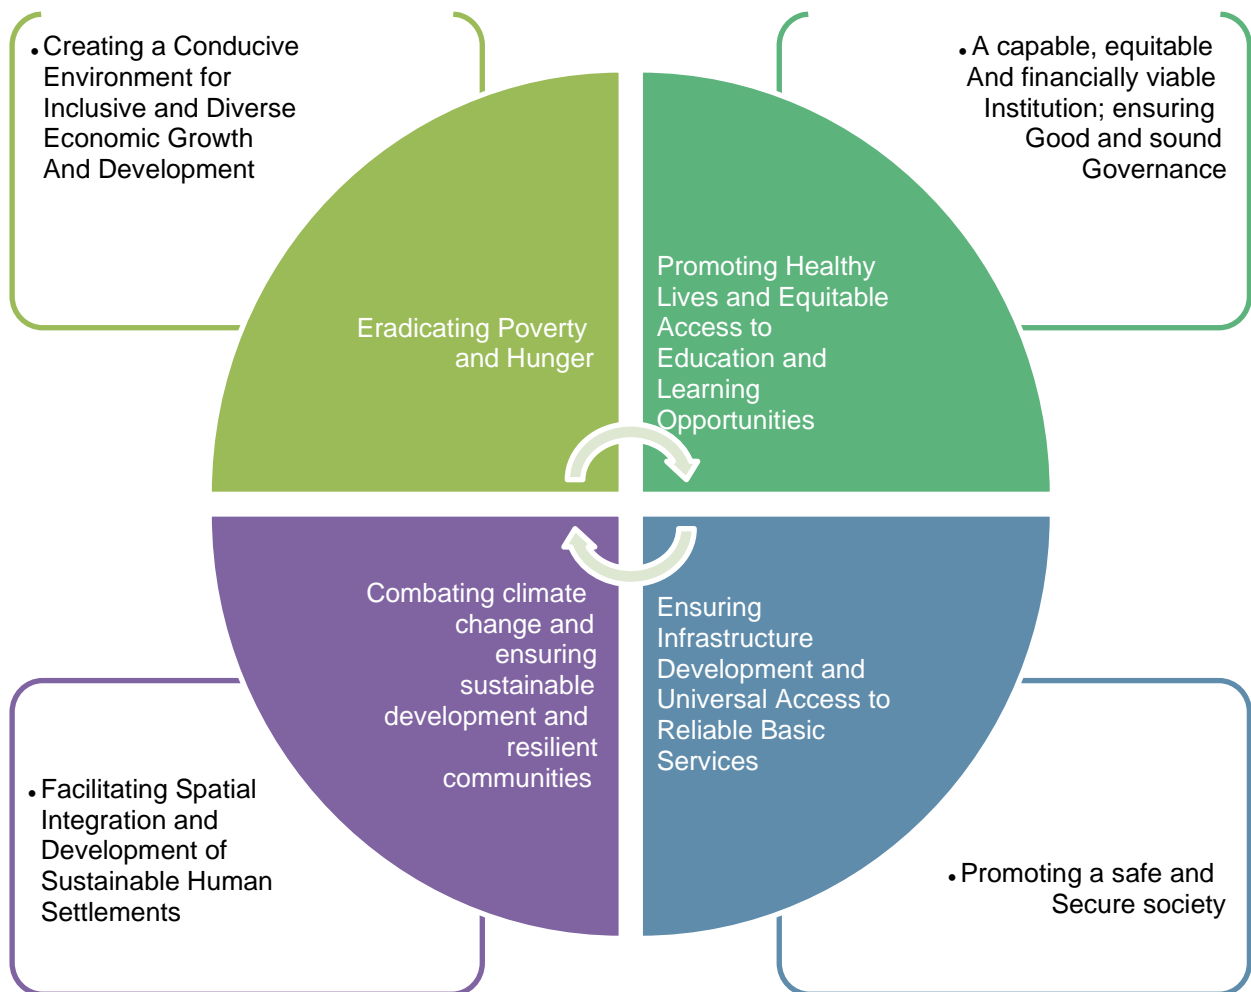 • Creating a Conducive
Environment for
Inclusive and Diverse
Economic Growth
And Development
• A capable, equitable
And financially viable
Institution; ensuring
Good and sound
Governance
Eradicating Poverty
and Hunger
Promoting Healthy
Lives and Equitable
Access to
Education and
Learning
Opportunities
Combating climate
change and
ensuring
sustainable
development and
resilient
communities
Ensuring
Infrastructure
Development and
Universal Access to
Reliable Basic
Services
• Facilitating Spatial
Integration and
Development of
Sustainable Human
Settlements
• Promoting a safe and
Secure society